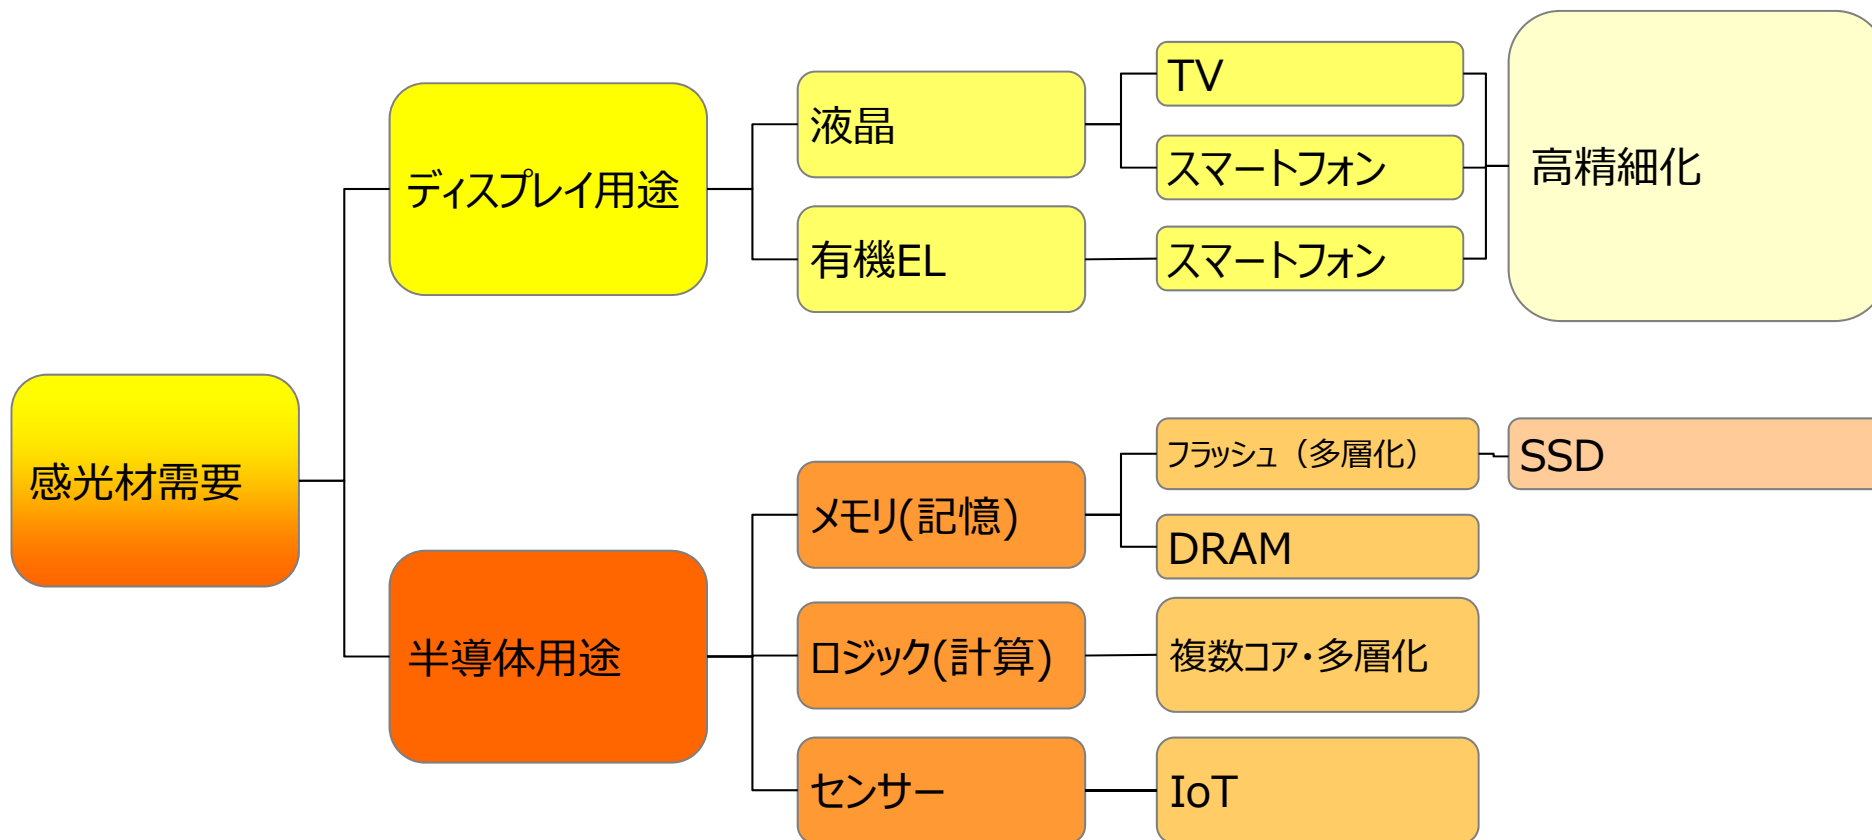 感光材需要
ディスプレイ用途
液晶
TV
スマートフォン
有機EL
スマートフォン
高精細化
半導体用途
メモリ(記憶)
フラッシュ（多層化）
SSD
DRAM
ロジック(計算)
複数コア・多層化
センサー
IoT